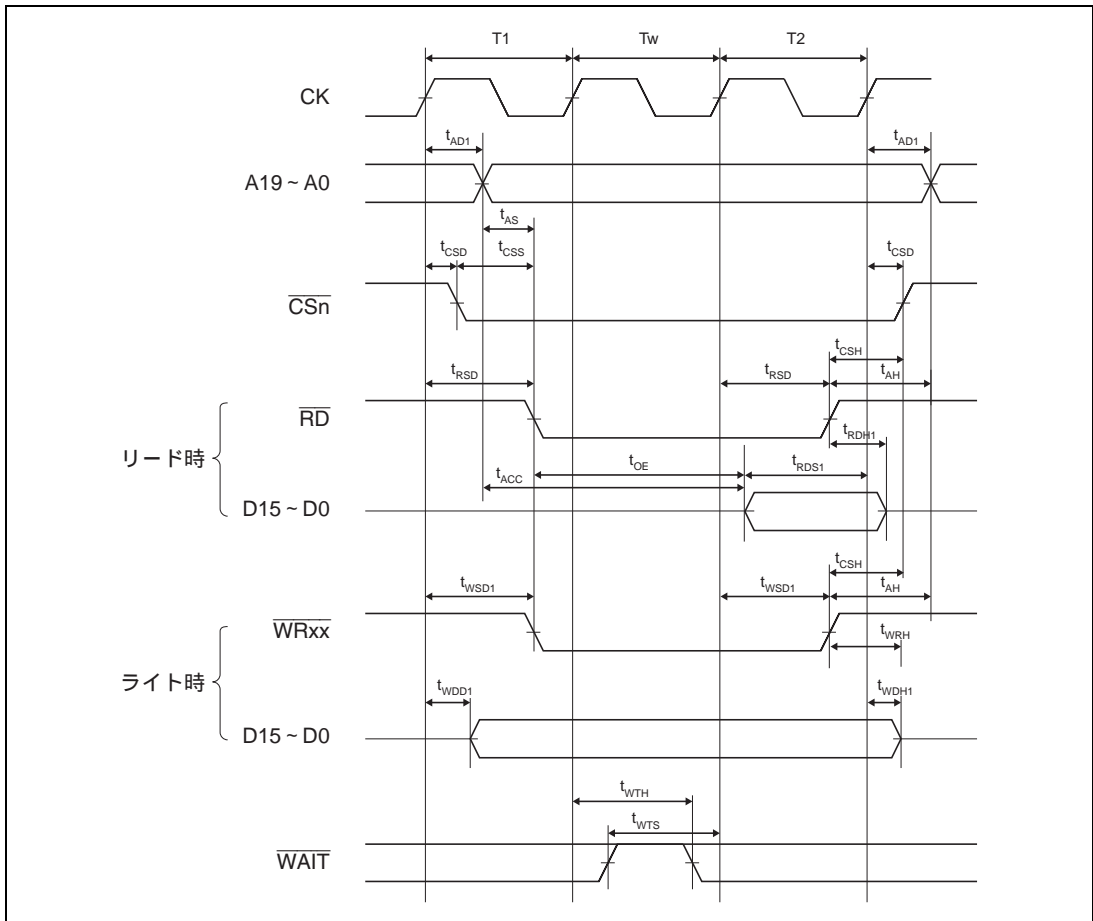 T1 Tw T2
CK
tAD1 tAD1
A19 ~ A0
tAS
tCSD tCSS tCSD
CSn
tCSH
tRSD tRSD tAH
RD
tRDH1
リード時
tOE tRDS1
tACC
D15 ~ D0
tCSH
tWSD1 tWSD1 tAH
WRxx
tWRH
ライト時
tWDD1 tWDH1
D15 ~ D0
tWTH
tWTS
WAIT